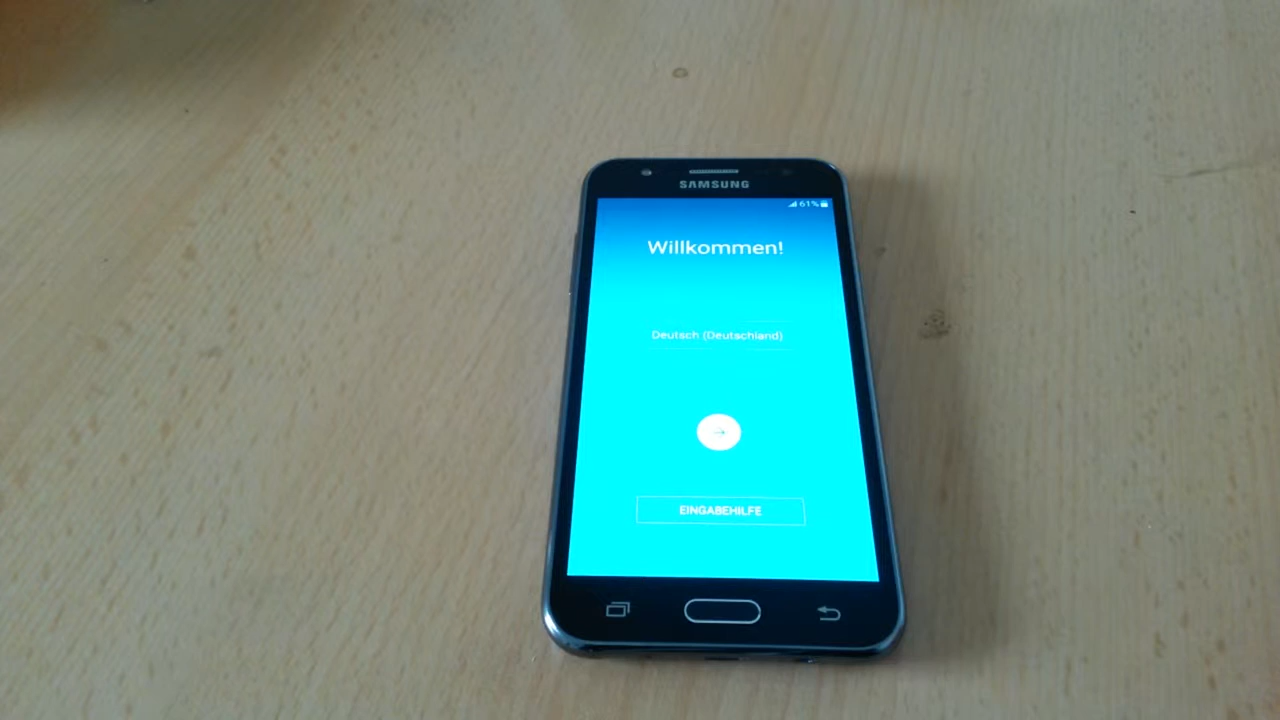 SAMSUNG
61%
Willkommen!
Deutsch (Deutschland)
EINGABEHILFE